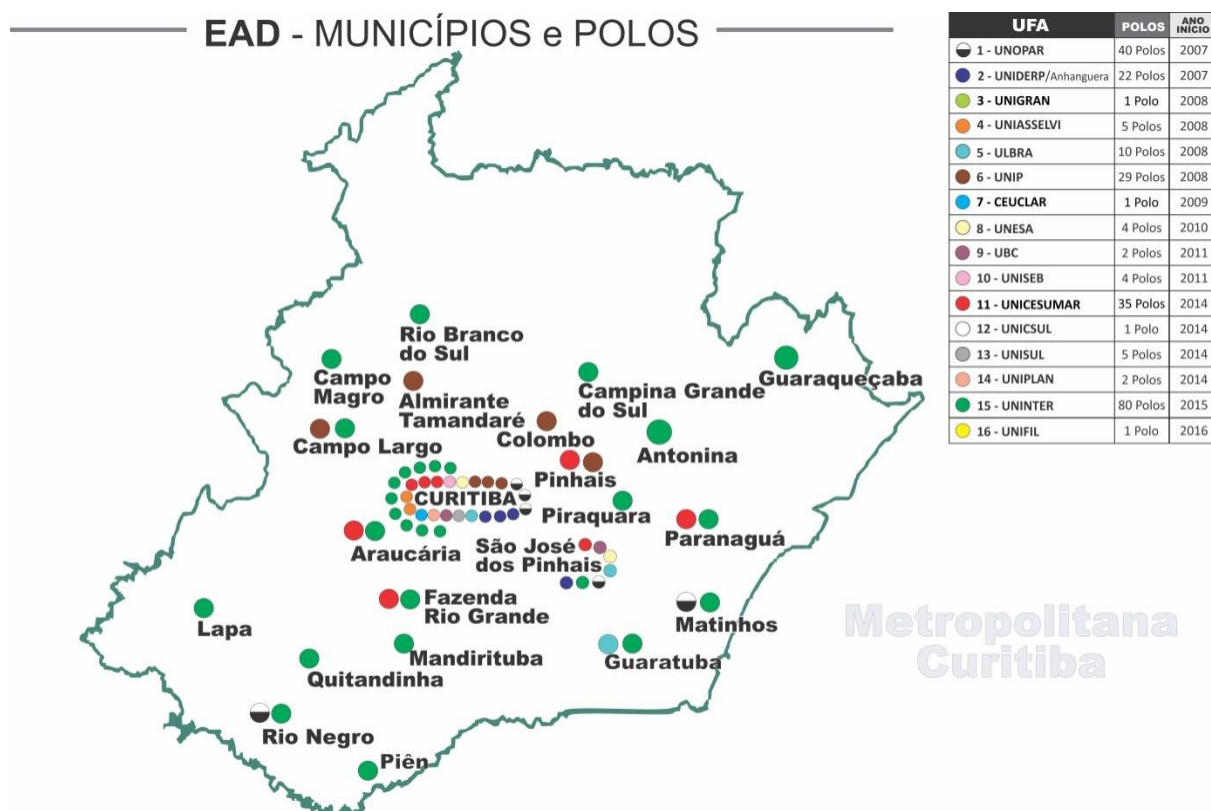 EAD - MUNICÍPIOS e POLOS
UFA POLOS ANO INÍCIO
1 - UNOPAR 40 Polos 2007
2 - UNIDERP/Anhanguera 22 Polos 2007
3 - UNIGRAN 1 Polo 2008
4 - UNIASSELVI 5 Polos 2008
5 - ULBRA 10 Polos 2008
6 - UNIP 29 Polos 2008
7 - CEUCLAR 1 Polo 2009
8 - UNESA 4 Polos 2010
9 - UBC 2 Polos 2011
10 - UNISEB 4 Polos 2011
11 - UNICESUMAR 35 Polos 2014
12 - UNICSUL 1 Polo 2014
13 - UNISUL 5 Polos 2014
14 - UNIPLAN 2 Polos 2014
15 - UNINTER 80 Polos 2015
16 - UNIFIL 1 Polo 2016
Rio Branco
do Sul
Campo
Magro
Almirante
Tamandaré
Campina Grande
do Sul
Guaraqueçaba
Campo Largo
Colombo
Antonina
Pinhais
CURITIBA
Piraquara
Paranaguá
Araucária
São José
dos Pinhais
Fazenda
Rio Grande
Lapa
Matinhos
Mandirituba
Guaratuba
Quitandinha
Rio Negro
Piên
Metropolitana
Curitiba